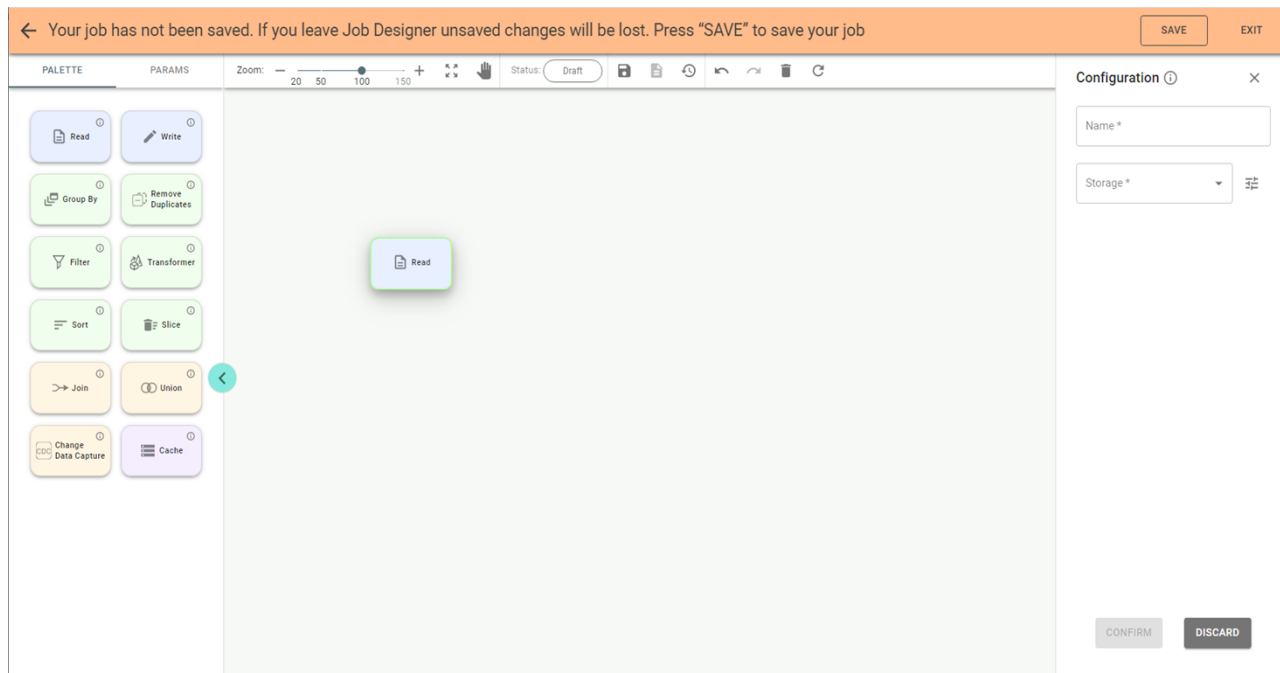 Your job has not been saved. If you leave Job Designer unsaved changes will be lost. Press “SAVE” to save your job
SAVE
EXIT
PALETTE
PARAMS
Zoom:
20 50 100 150
Status:
Draft
Configuration
Read
Write
Name *
Group By
Remove
Duplicates
Storage *
Filter
Transformer
Read
Sort
Slice
Join
Union
CDC
Change
Data Capture
Cache
CONFIRM
DISCARD